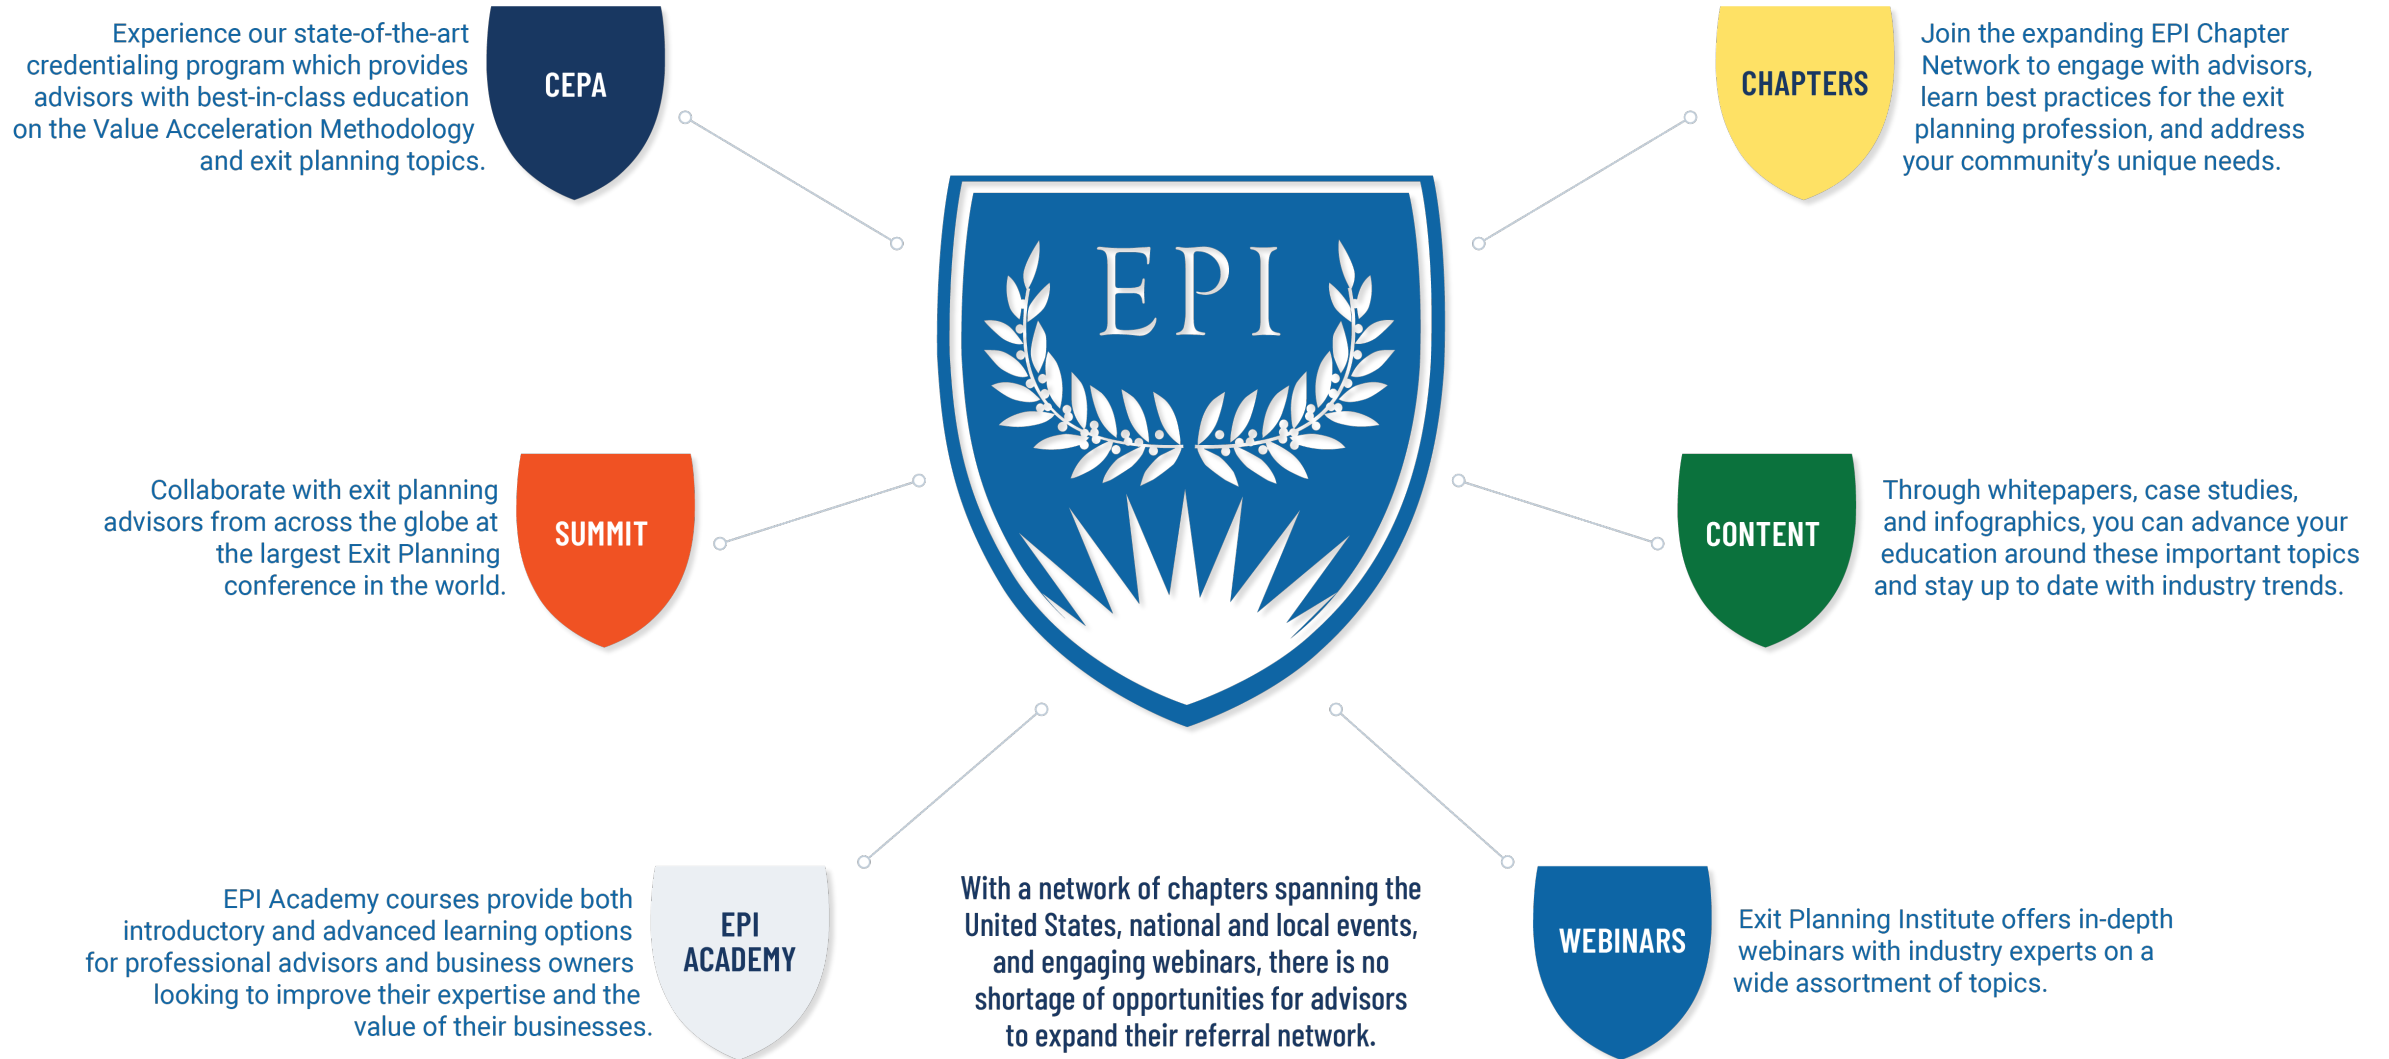 Experience our state-of-the-art
credentialing program which provides
advisors with best-in-class education
on the Value Acceleration Methodology
and exit planning topics.
CEPA
CHAPTERS
Join the expanding EPI Chapter
Network to engage with advisors,
learn best practices for the exit
planning profession, and address
your community’s unique needs.
EPI
Collaborate with exit planning
advisors from across the globe at
the largest Exit Planning
conference in the world.
SUMMIT
CONTENT
Through whitepapers, case studies,
and infographics, you can advance your
education around these important topics
and stay up to date with industry trends.
EPI Academy courses provide both
introductory and advanced learning options
for professional advisors and business owners
looking to improve their expertise and the
value of their businesses.
EPI
ACADEMY
With a network of chapters spanning the
United States, national and local events,
and engaging webinars, there is no
shortage of opportunities for advisors
to expand their referral network.
WEBINARS
Exit Planning Institute offers in-depth
webinars with industry experts on a
wide assortment of topics.